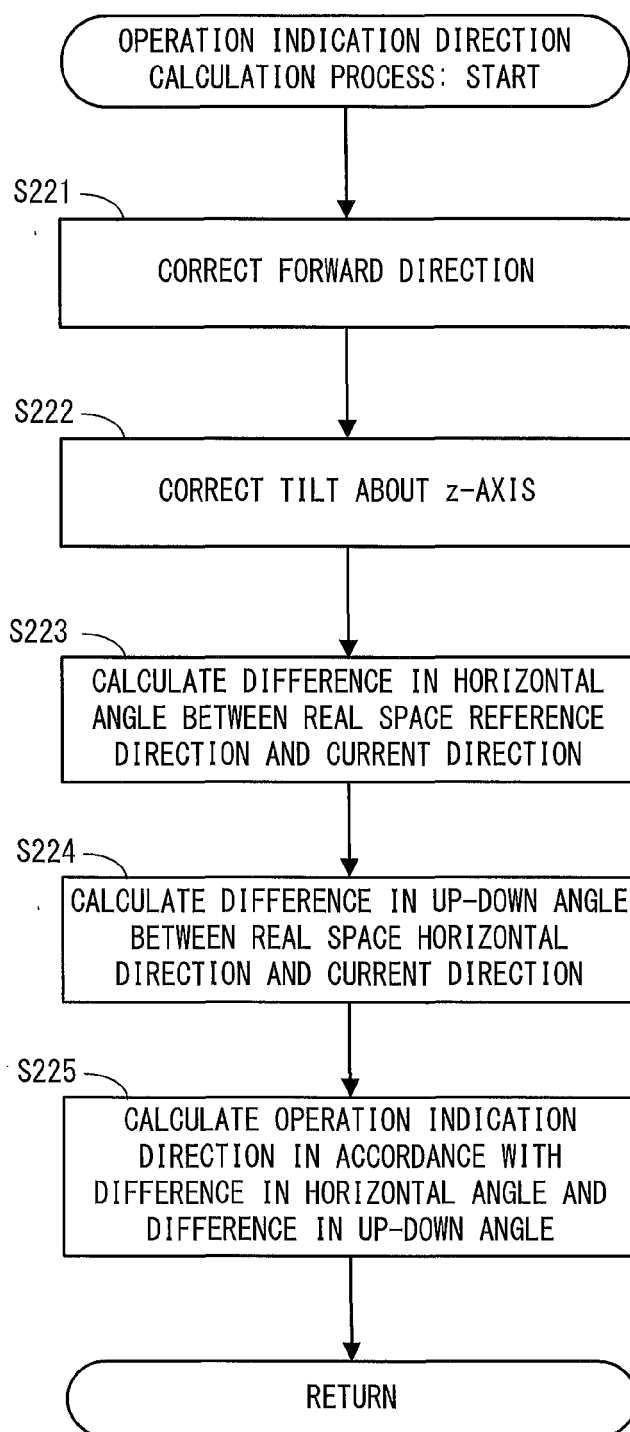 OPERATION INDICATION DIRECTION
CALCULATION PROCESS: START
S221
CORRECT FORWARD DIRECTION
S222
CORRECT TILT ABOUT z-AXIS
S223
CALCULATE DIFFERENCE IN HORIZONTAL
ANGLE BETWEEN REAL SPACE REFERENCE
DIRECTION AND CURRENT DIRECTION
S224
CALCULATE DIFFERENCE IN UP-DOWN ANGLE
BETWEEN REAL SPACE HORIZONTAL
DIRECTION AND CURRENT DIRECTION
S225
CALCULATE OPERATION INDICATION
DIRECTION IN ACCORDANCE WITH
DIFFERENCE IN HORIZONTAL ANGLE AND
DIFFERENCE IN UP-DOWN ANGLE
RETURN